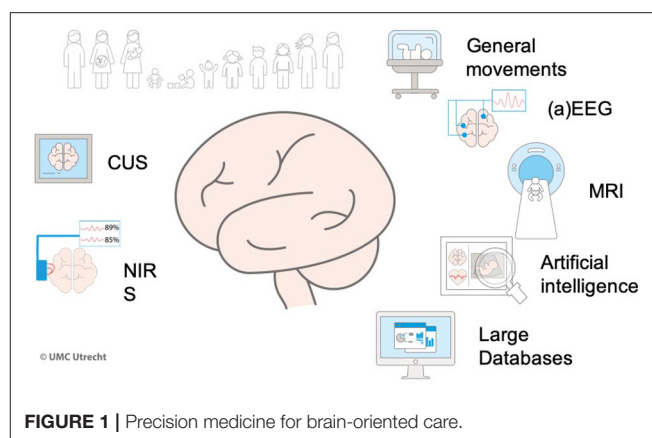 General
movements
(a)EEG
CUS
MRI
89%
85%
NIR
S
Artificial
intelligence
Large
Databases
© UMC Utrecht
FIGURE 1 | Precision medicine for brain-oriented care.